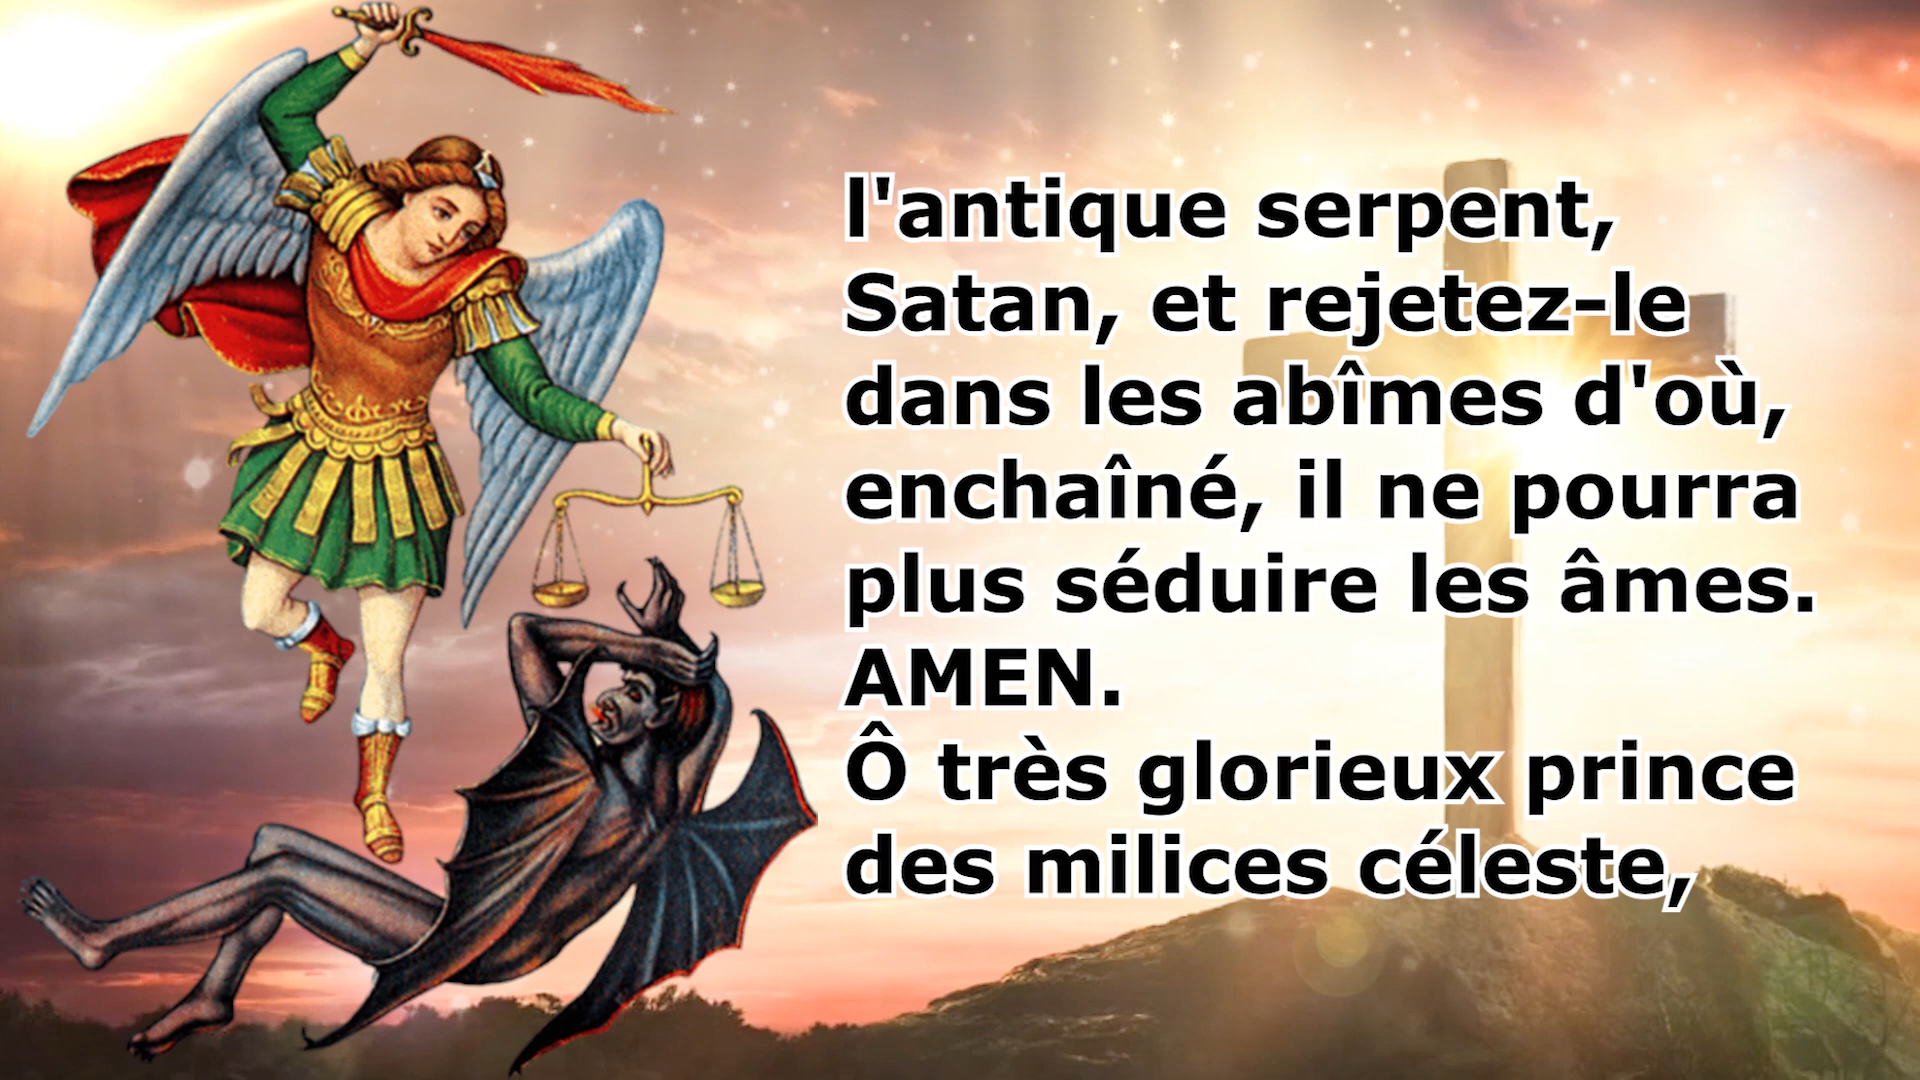 l'antique serpent,
Satan, et rejetez-le
dans les abîmes d'où,
enchaîné, il ne pourra
plus séduire les âmes.
AMEN.
Ô très glorieux prince
des milices céleste,